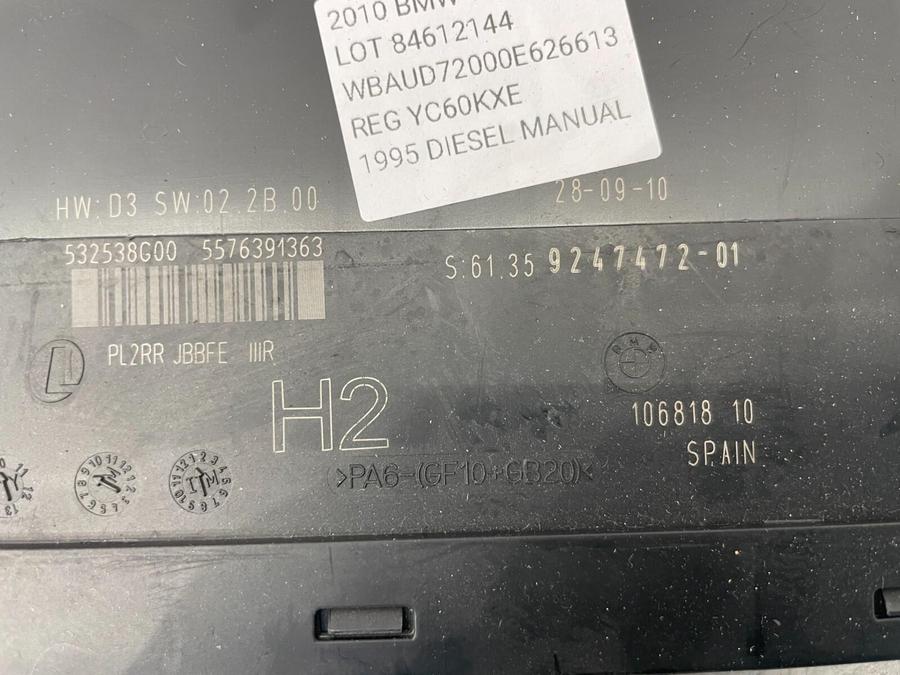 2010 BMW
LOT 84612144
WBAUD72000E626613
REG YC60KXE
1995 DIESEL MANUAL
HW:D3 SW:02.2B.00 28-09-10
532538G00 5576391363
S:61.35 9247472-01
PL2RR JBBFE IIIR
BMW
H2
106818 10
SPAIN
>PA6-(GF10+GB20)<